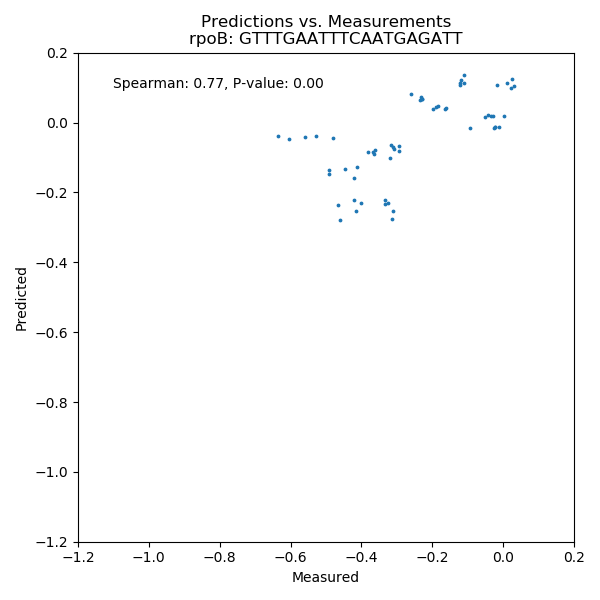 Predictions vs. Measurements
rpoB: GTTTGAATTTCAATGAGATT
Spearman: 0.77, P-value: 0.00
0.2
0.0
−0.2
−0.4
−0.6
−0.8
−1.0
−1.2
Predicted
−1.2 −1.0 −0.8 −0.6 −0.4 −0.2 0.0 0.2
Measured